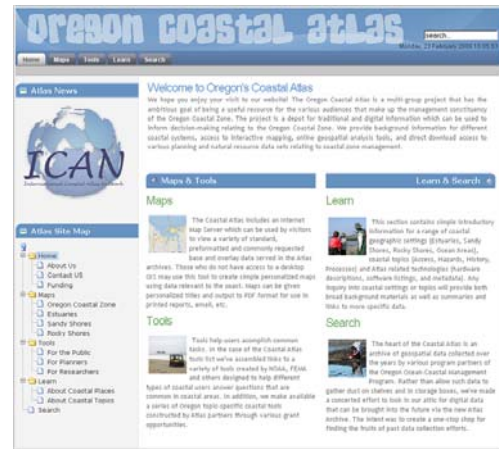 oregon coastal atlas
search..
Monday, 23 February 2009
Home Maps Tools Learn Search
Atlas News
ICAN
International Coastal Atlas Network
Atlas Site Map
Home
About Us
Contact US
Funding
Maps
Oregon Coastal Zone
Estuaries
Sandy Shores
Rocky Shores
Tools
For the Public
For Planners
For Researchers
Learn
About Coastal Places
About Coastal Topics
Search
Welcome to Oregon's Coastal Atlas
We hope you enjoy your visit to our website! The Oregon Coastal Atlas is a multi-group project that has the
ambitious goal of being a useful resource for the various audiences that make up the management constituency
of the Oregon Coastal Zone. The project is a depot for traditional and digital information which can be used to
inform decision-making relating to the Oregon Coastal Zone. We provide background information for different
coastal systems, access to interactive mapping, online geospatial analysis tools, and direct download access to
various planning and natural resource data sets relating to coastal zone management.
Maps & Tools
Maps
The Coastal Atlas includes an Internet
Map Server which can be used by visitors
to view a variety of standard,
preformatted and commonly requested
base and overlay data served in the Atlas
archives. Those who do not have access to a desktop
GIS may use this tool to create simple personalized maps
using data relevant to the coast. Maps can be given
personalized titles and output to PDF format for use in
printed reports, email, etc.
Tools
Tools help users accomplish common
tasks. In the case of the Coastal Atlas
tools list we've assembled links to a
variety of tools created by NOAA, FEMA
and others designed to help different
types of coastal users answer questions that are
common in coastal areas. In addition, we make available
a series of Oregon topic-specific coastal tools
constructed by Atlas partners through various grant
opportunities.
Learn & Search
Learn
This section contains simple introductory
information for a range of coastal
geographic settings (Estuaries, Sandy
Shores, Rocky Shores, Ocean Areas),
coastal topics (Access, Hazards, History,
Processes) and Atlas related technologies (hardware
descriptions, software listings, and metadata). Any
inquiry into coastal settings or topics will provide both
broad background materials as well as summaries and
links to more specific data.
Search
The heart of the Coastal Atlas is an
archive of geospatial data collected over
the years by various program partners of
the Oregon Ocean-Coastal Management
Program. Rather than allow such data to
gather dust on shelves and in storage boxes, we've made
a concerted effort to look in our attic for digital data
that can be brought into the future via the new Atlas
Archive. The intent was to create a one-stop shop for
finding the fruits of past data collection efforts.